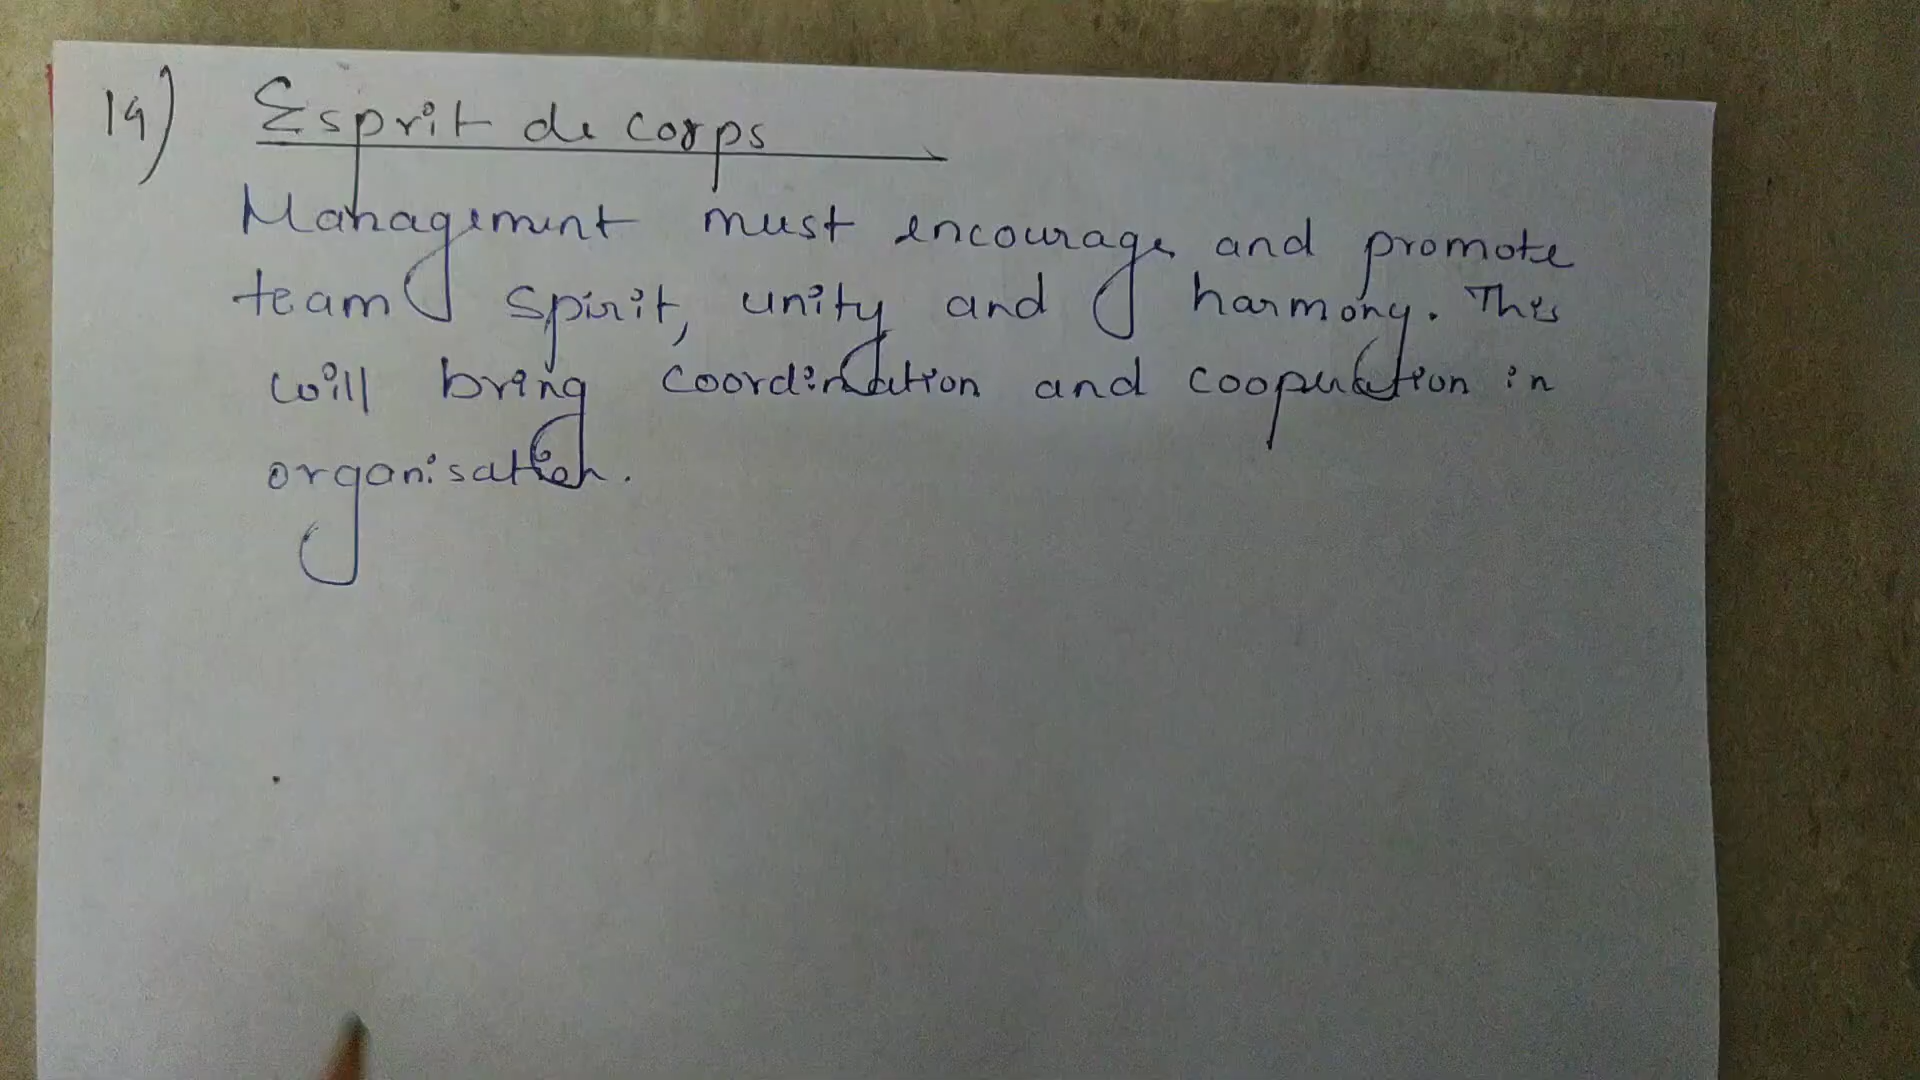 14) Esprit de corps
Management must encourage and promote
team spirit, unity and harmony. This
will bring coordination and cooperation in
organisation.